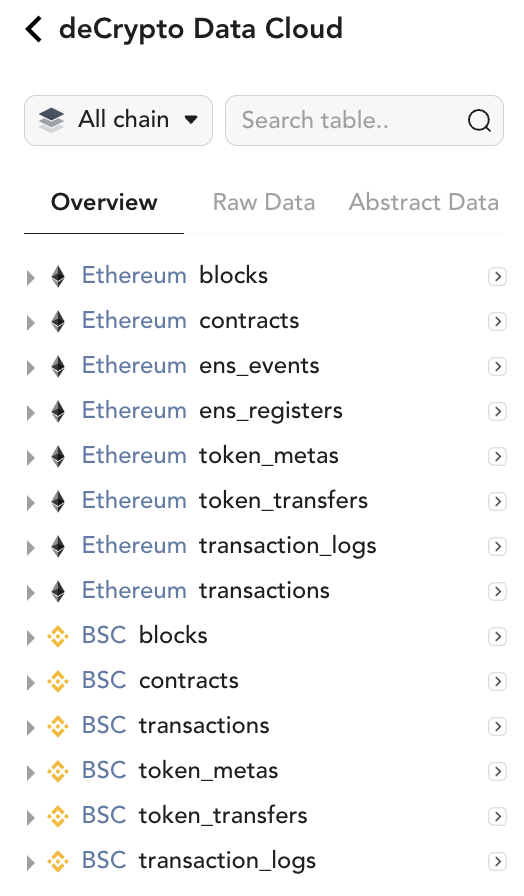 deCrypto Data Cloud
All chain Search table..
Overview Raw Data Abstract Data
Ethereum blocks
Ethereum contracts
Ethereum ens_events
Ethereum ens_registers
Ethereum token_metas
Ethereum token_transfers
Ethereum transaction_logs
Ethereum transactions
BSC blocks
BSC contracts
BSC transactions
BSC token_metas
BSC token_transfers
BSC transaction_logs